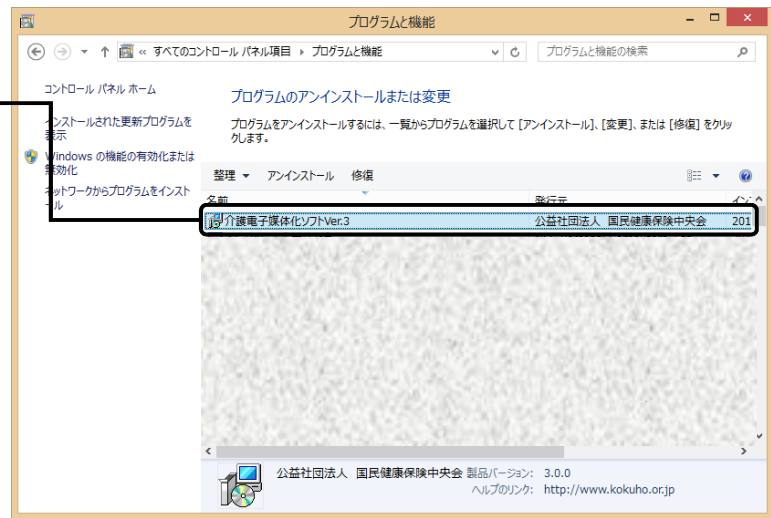 プログラムと機能
« すべてのコントロール パネル項目 ▸ プログラムと機能
プログラムと機能の検索
コントロール パネル ホーム
インストールされた更新プログラムを
表示
Windows の機能の有効化または
無効化
ネットワークからプログラムをインスト
ール
プログラムのアンインストールまたは変更
プログラムをアンインストールするには、一覧からプログラムを選択して [アンインストール]、[変更]、または [修復] をクリッ
クします。
整理 ▼ アンインストール 修復
名前 発行元
介護電子媒体化ソフトVer.3 公益社団法人 国民健康保険中央会 201
公益社団法人 国民健康保険中央会 製品バージョン: 3.0.0
ヘルプのリンク: http://www.kokuho.or.jp